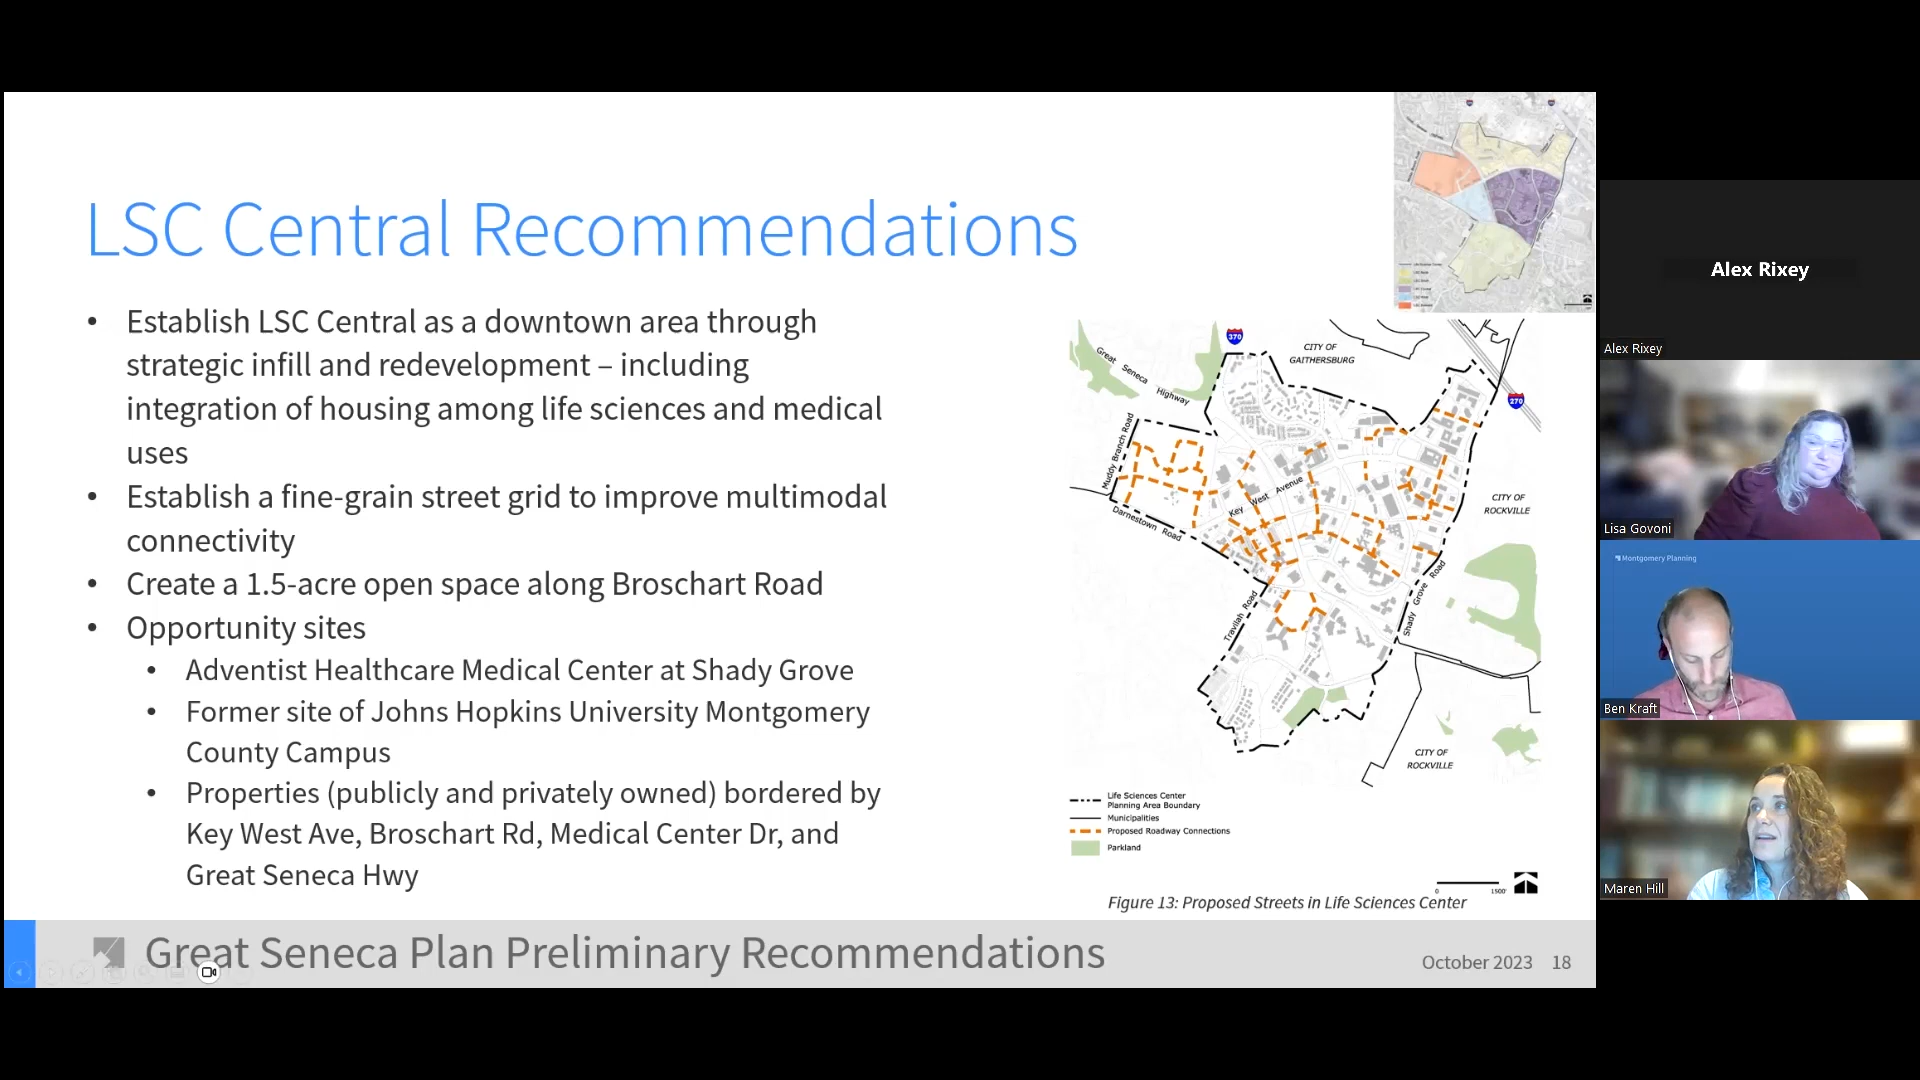 LSC Central Recommendations
• Establish LSC Central as a downtown area through
strategic infill and redevelopment – including
integration of housing among life sciences and medical
uses
• Establish a fine-grain street grid to improve multimodal
connectivity
• Create a 1.5-acre open space along Broschart Road
• Opportunity sites
• Adventist Healthcare Medical Center at Shady Grove
• Former site of Johns Hopkins University Montgomery
County Campus
• Properties (publicly and privately owned) bordered by
Key West Ave, Broschart Rd, Medical Center Dr, and
Great Seneca Hwy
370
CITY OF
GAITHERSBURG
Great Seneca Highway
270
Muddy Branch Road
Key West Avenue
CITY OF
ROCKVILLE
Darnestown Road
Travilah Road
Shady Grove Road
CITY OF
ROCKVILLE
Life Sciences Center
Planning Area Boundary
Municipalities
Proposed Roadway Connections
Parkland
0 1500'
Figure 13: Proposed Streets in Life Sciences Center
Great Seneca Plan Preliminary Recommendations
October 2023 18
Alex Rixey
Alex Rixey
Lisa Govoni
Montgomery Planning
Ben Kraft
Maren Hill